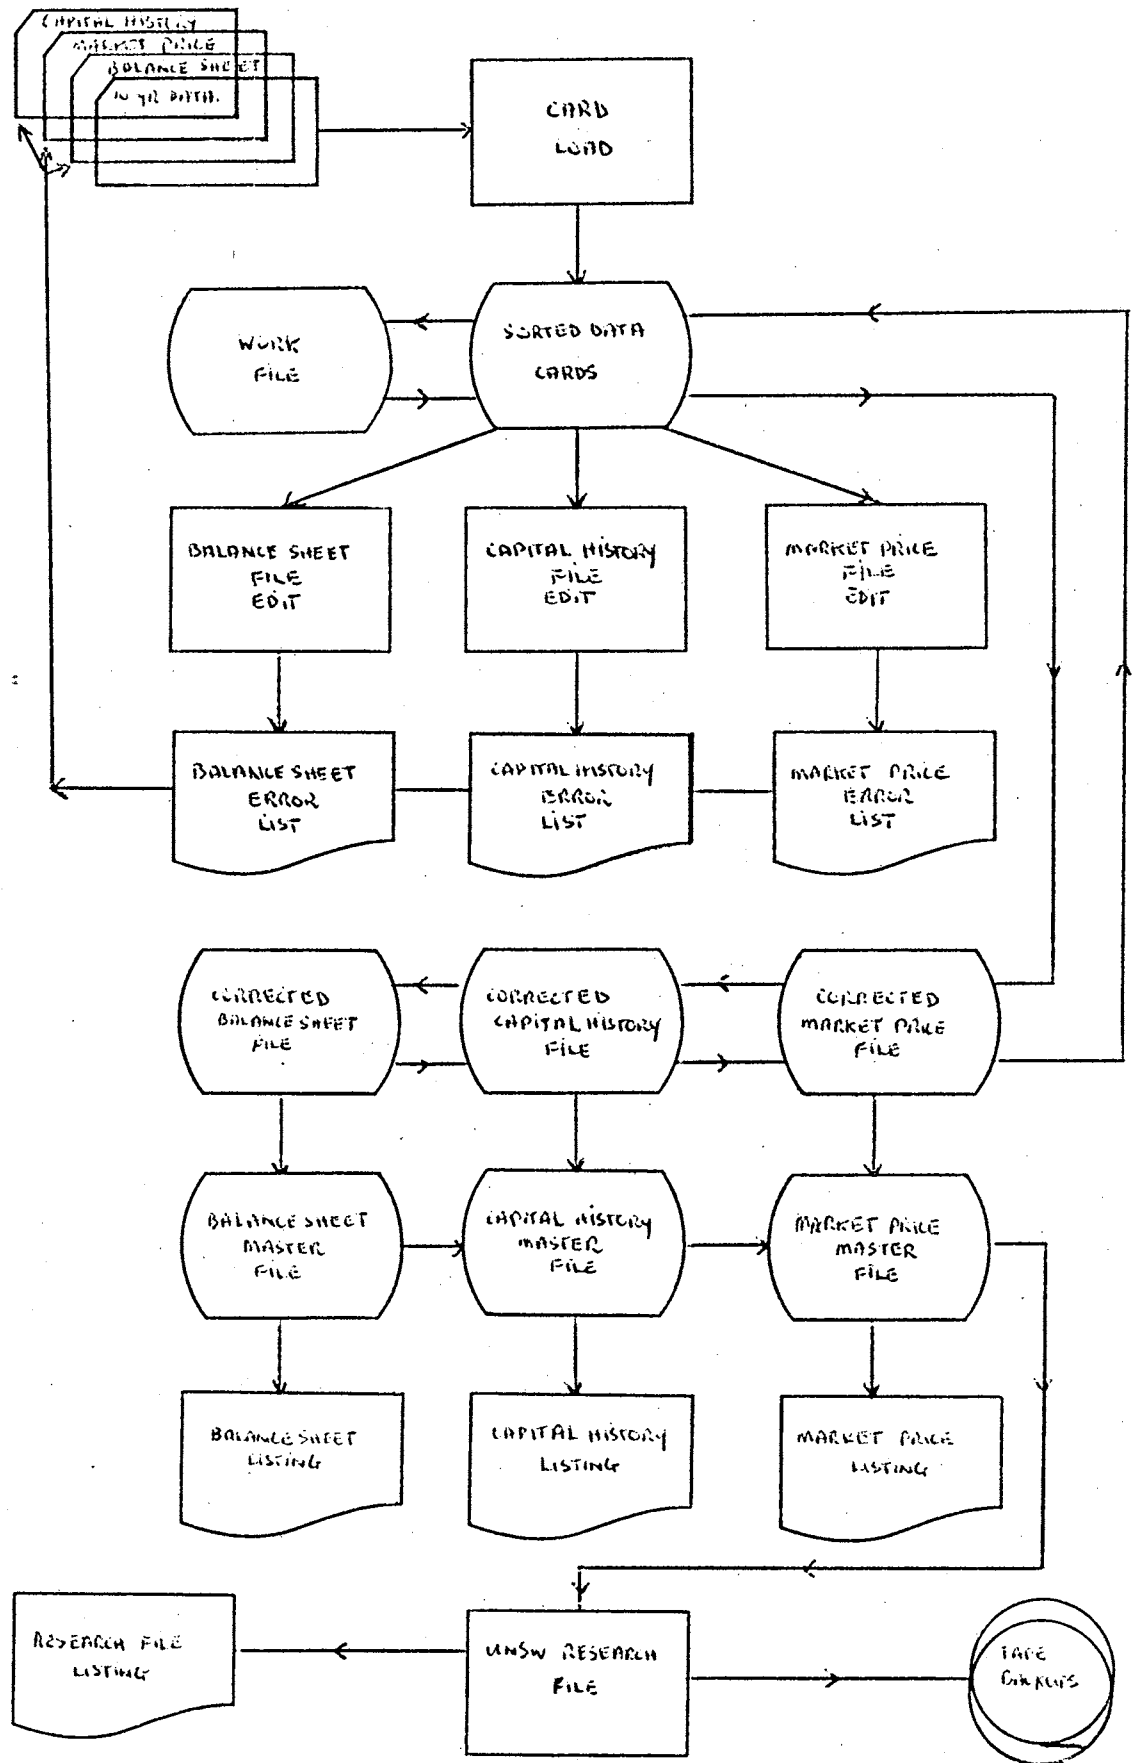 CAPITAL HISTORY
MARKET PRICE
BALANCE SHEET
10 YR DATA.
CARD
LOAD
WORK
FILE
SORTED DATA
CARDS
BALANCE SHEET
FILE
EDIT
CAPITAL HISTORY
FILE
EDIT
MARKET PRICE
FILE
EDIT
BALANCE SHEET
ERROR
LIST
CAPITAL HISTORY
ERROR
LIST
MARKET PRICE
ERROR
LIST
CORRECTED
BALANCE SHEET
FILE
CORRECTED
CAPITAL HISTORY
FILE
CORRECTED
MARKET PRICE
FILE
BALANCE SHEET
MASTER
FILE
CAPITAL HISTORY
MASTER
FILE
MARKET PRICE
MASTER
FILE
BALANCE SHEET
LISTING
CAPITAL HISTORY
LISTING
MARKET PRICE
LISTING
RESEARCH FILE
LISTING
UNSW RESEARCH
FILE
TAPE
BACKUPS